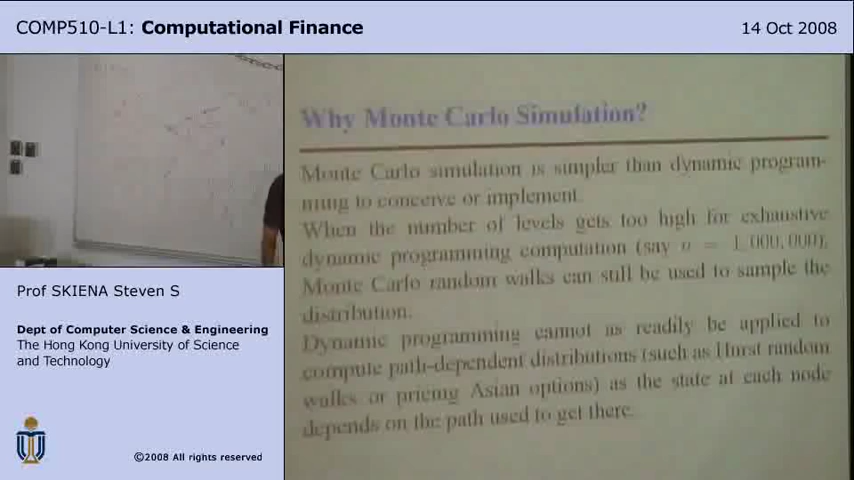 COMP510-L1: Computational Finance
14 Oct 2008
Why Monte Carlo Simulation?
Monte Carlo simulation is simpler than dynamic program-
ming to conceive or implement.
When the number of levels gets too high for exhaustive
dynamic programming computation (say n = 1,000,000),
Monte Carlo random walks can still be used to sample the
distribution.
Dynamic programming cannot as readily be applied to
compute path-dependent distributions (such as Hurst random
walks or pricing Asian options) as the state at each node
depends on the path used to get there.
Prof SKIENA Steven S
Dept of Computer Science & Engineering
The Hong Kong University of Science
and Technology
©2008 All rights reserved